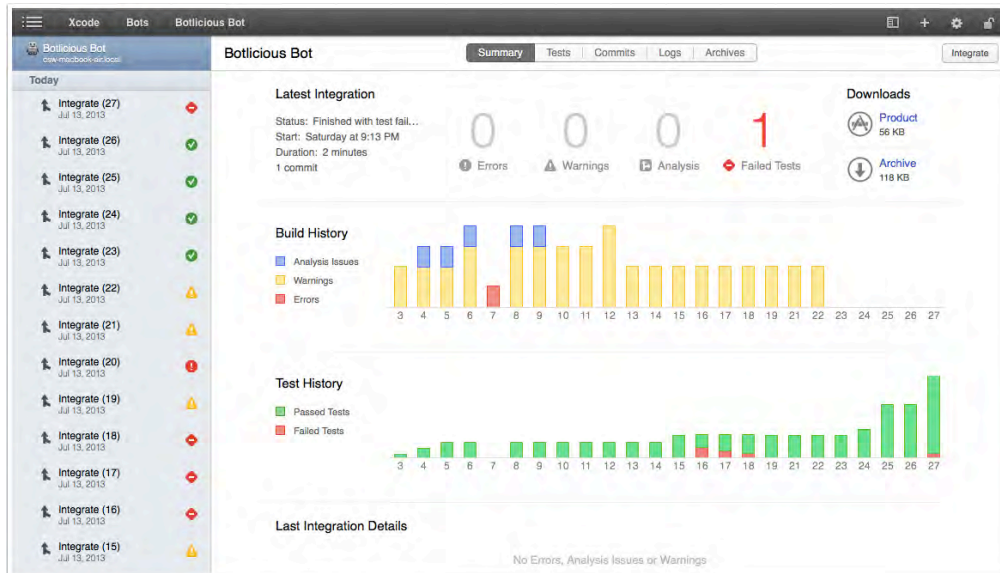 Xcode Bots Botlicious Bot
Botlicious Bot
osw-macbook-air.local
Botlicious Bot
Summary Tests Commits Logs Archives
Integrate
Today
Integrate (27)
Jul 13, 2013
Integrate (26)
Jul 13, 2013
Integrate (25)
Jul 13, 2013
Integrate (24)
Jul 13, 2013
Integrate (23)
Jul 13, 2013
Integrate (22)
Jul 13, 2013
Integrate (21)
Jul 13, 2013
Integrate (20)
Jul 13, 2013
Integrate (19)
Jul 13, 2013
Integrate (18)
Jul 13, 2013
Integrate (17)
Jul 13, 2013
Integrate (16)
Jul 13, 2013
Integrate (15)
Jul 13, 2013
Latest Integration
Status: Finished with test fail...
Start: Saturday at 9:13 PM
Duration: 2 minutes
1 commit
0 0 0 1
Errors Warnings Analysis Failed Tests
Downloads
Product
56 KB
Archive
118 KB
Build History
Analysis Issues
Warnings
Errors
3 4 5 6 7 8 9 10 11 12 13 14 15 16 17 18 19 21 22 23 24 25 26 27
Test History
Passed Tests
Failed Tests
3 4 5 6 7 8 9 10 11 12 13 14 15 16 17 18 19 21 22 23 24 25 26 27
Last Integration Details
No Errors, Analysis Issues or Warnings